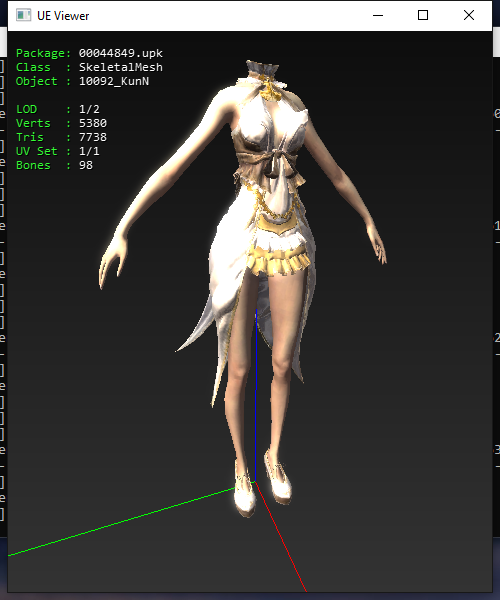 UE Viewer
Package: 00044849.upk
Class : SkeletalMesh
Object : 10092_KunN
LOD : 1/2
Verts : 5380
Tris : 7738
UV Set : 1/1
Bones : 98